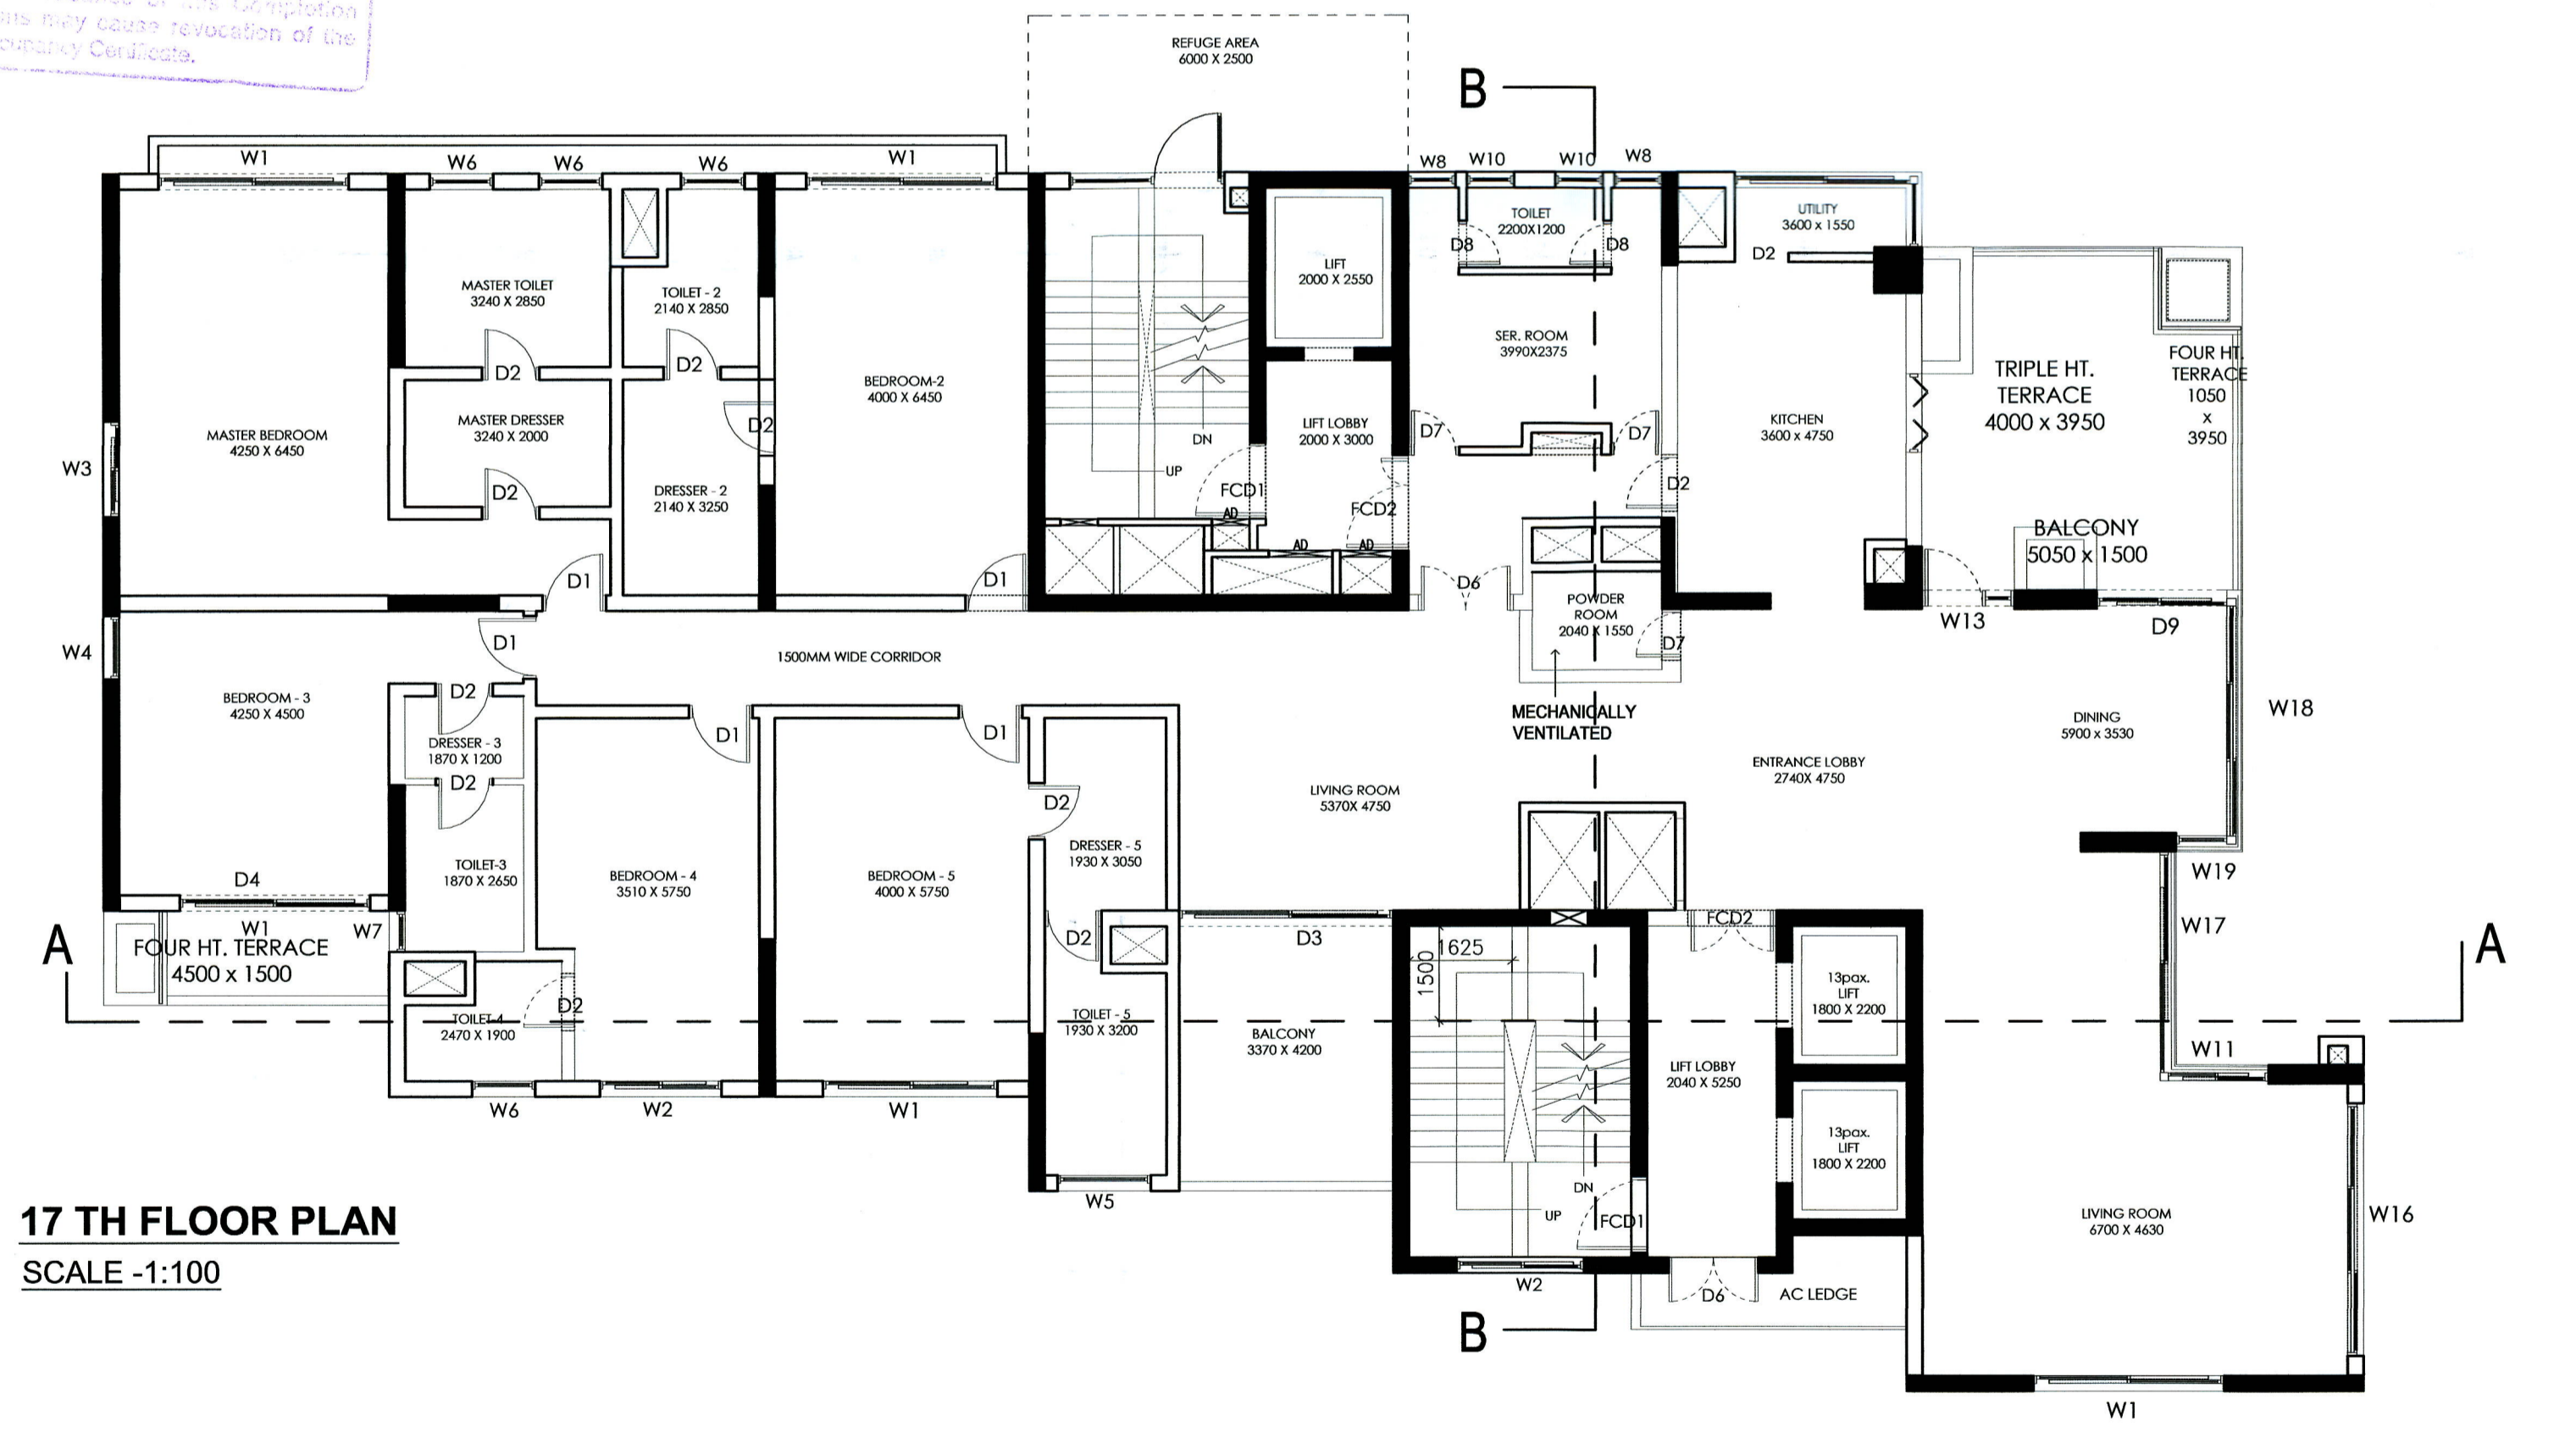 Completion
may cause revocation of the
Certificate.
REFUGE AREA
6000 X 2500
B
W1
W6
W6
W6
W1
W8
W10
W10
W8
TOILET
2200X1200
D8
D8
UTILITY
3600 x 1550
D2
LIFT
2000 X 2550
MASTER TOILET
3240 X 2850
TOILET - 2
2140 X 2850
D2
D2
SER. ROOM
3990X2375
BEDROOM-2
4000 X 6450
TRIPLE HT.
TERRACE
4000 x 3950
FOUR HT.
TERRACE
1050
x
3950
MASTER BEDROOM
4250 X 6450
MASTER DRESSER
3240 X 2000
D2
LIFT LOBBY
2000 X 3000
D7
D7
KITCHEN
3600 x 4750
DN
UP
W3
D2
DRESSER - 2
2140 X 3250
FCD1
FCD2
D2
AD
AD
AD
BALCONY
5050 x 1500
D1
D1
D6
POWDER
ROOM
2040 X 1550
D7
W13
D9
W4
D1
1500MM WIDE CORRIDOR
BEDROOM - 3
4250 X 4500
D2
MECHANICALLY
VENTILATED
W18
DINING
5900 x 3530
D1
D1
DRESSER - 3
1870 X 1200
D2
ENTRANCE LOBBY
2740X 4750
LIVING ROOM
5370X 4750
D2
DRESSER - 5
1930 X 3050
TOILET-3
1870 X 2650
BEDROOM - 4
3510 X 5750
BEDROOM - 5
4000 X 5750
D4
W19
W1
W7
D2
D3
FCD2
W17
A
FOUR HT. TERRACE
4500 x 1500
1625
1500
A
13pax.
LIFT
1800 X 2200
D2
TOILET-4
2470 X 1900
TOILET - 5
1930 X 3200
BALCONY
3370 X 4200
W11
LIFT LOBBY
2040 X 5250
W6
W2
W1
13pax.
LIFT
1800 X 2200
DN
UP
FCD1
W5
LIVING ROOM
6700 X 4630
W16
17 TH FLOOR PLAN
SCALE -1:100
W2
D6
AC LEDGE
B
W1